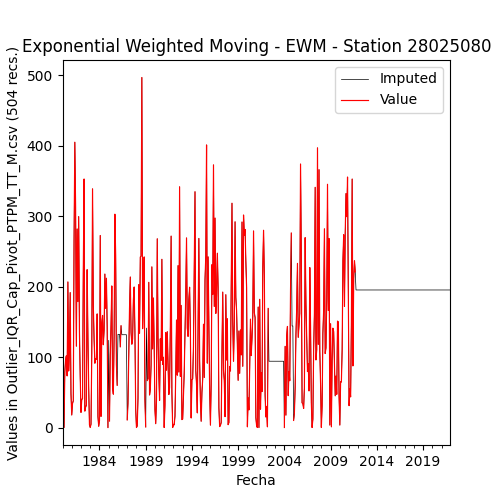 Exponential Weighted Moving - EWM - Station 28025080
Imputed
Value
Values in Outlier_IQR_Cap_Pivot_PTPM_TT_M.csv (504 recs.)
500
400
300
200
100
0
1984 1989 1994 1999 2004 2009 2014 2019
Fecha